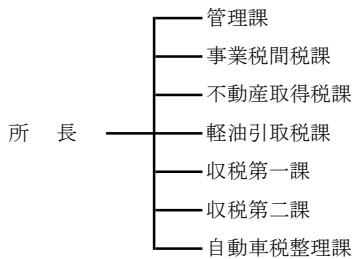 管理課
事業税間税課
不動産取得税課
所　長
軽油引取税課
収税第一課
収税第二課
自動車税整理課